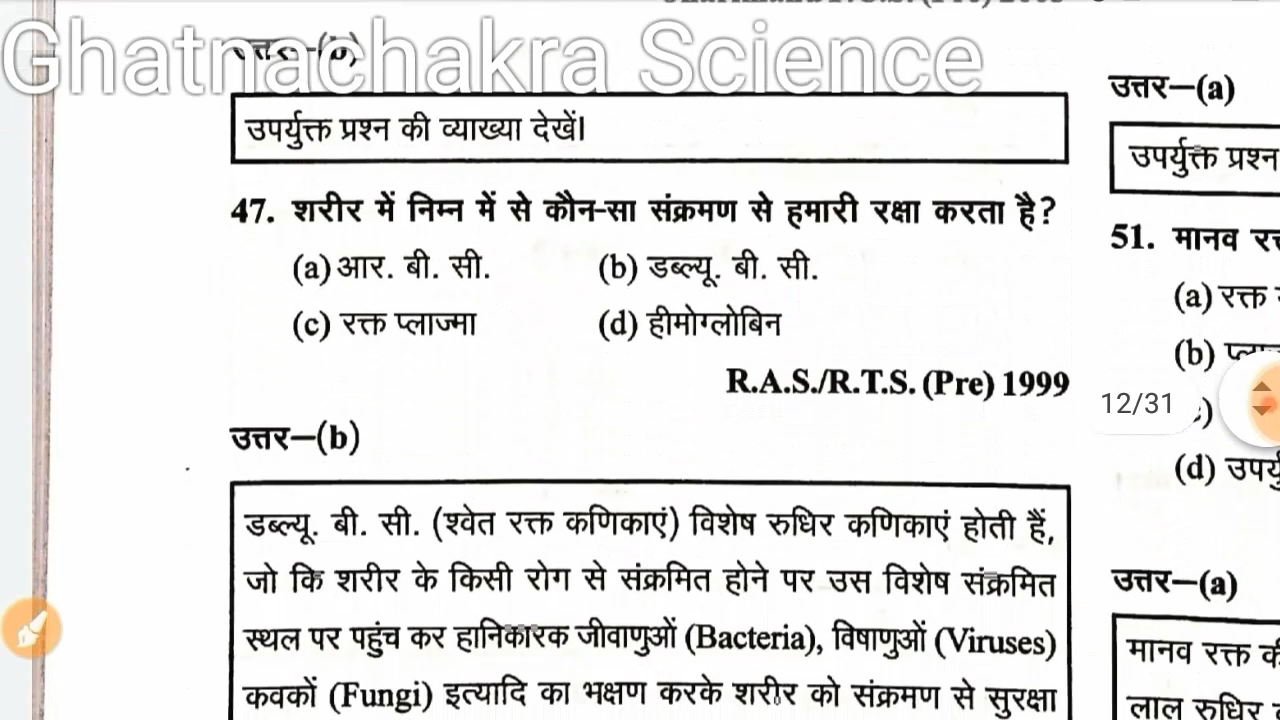 Ghatnachakra Science
उत्तर—(b)
उपर्युक्त प्रश्न की व्याख्या देखें।
47. शरीर में निम्न में से कौन-सा संक्रमण से हमारी रक्षा करता है?
(a) आर. बी. सी.
(b) डब्ल्यू. बी. सी.
(c) रक्त प्लाज्मा
(d) हीमोग्लोबिन
R.A.S./R.T.S. (Pre) 1999
उत्तर—(b)
डब्ल्यू. बी. सी. (श्वेत रक्त कणिकाएं) विशेष रुधिर कणिकाएं होती हैं,
जो कि शरीर के किसी रोग से संक्रमित होने पर उस विशेष संक्रमित
स्थल पर पहुंच कर हानिकारक जीवाणुओं (Bacteria), विषाणुओं (Viruses)
कवकों (Fungi) इत्यादि का भक्षण करके शरीर को संक्रमण से सुरक्षा
उत्तर—(a)
उपर्युक्त प्रश्न
51. मानव
(a) रक्त
(b)
12/31
(d)
उत्तर—(a)
मानव रक्त
लाल रुधिर